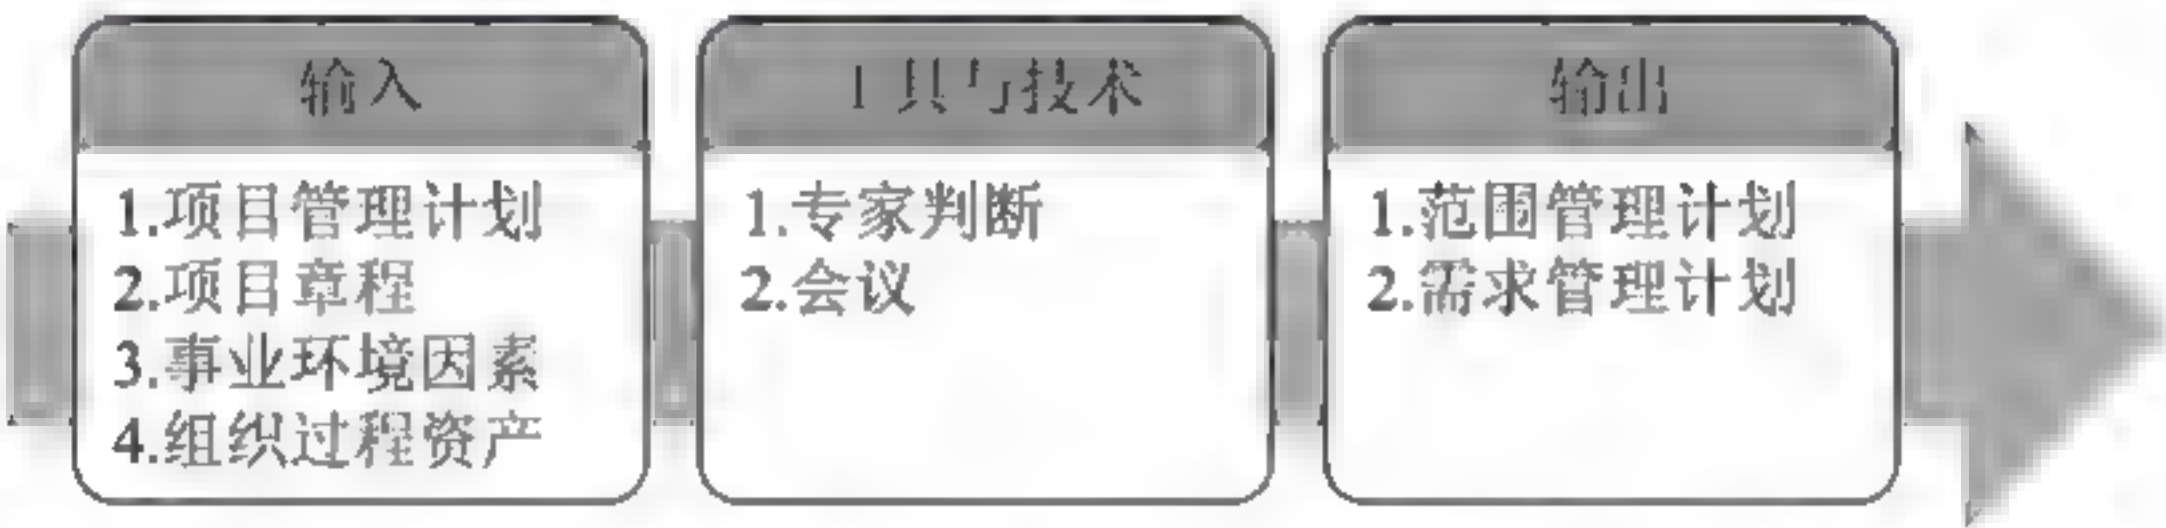 输入
1.项目管理计划
2.项目章程
3.事业环境因素
4.组织过程资产
工具与技术
1.专家判断
2.会议
输出
1.范围管理计划
2.需求管理计划